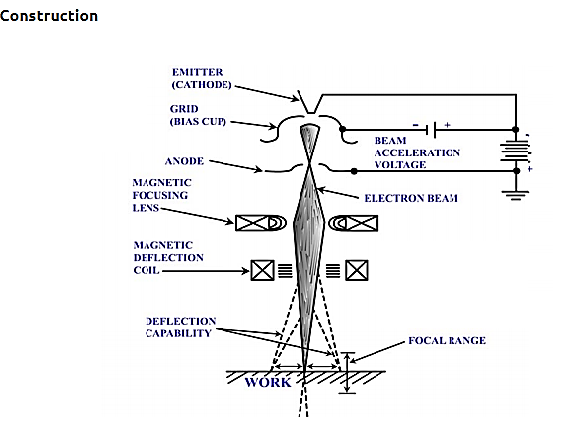 Construction
EMITTER
(CATHODE)
GRID
(BIAS CUP)
- +
-
BEAM
ACCELERATION
VOLTAGE
+
ANODE
MAGNETIC
FOCUSING
LENS
ELECTRON BEAM
MAGNETIC
DEFLECTION
COIL
DEFLECTION
CAPABILITY
FOCAL RANGE
WORK